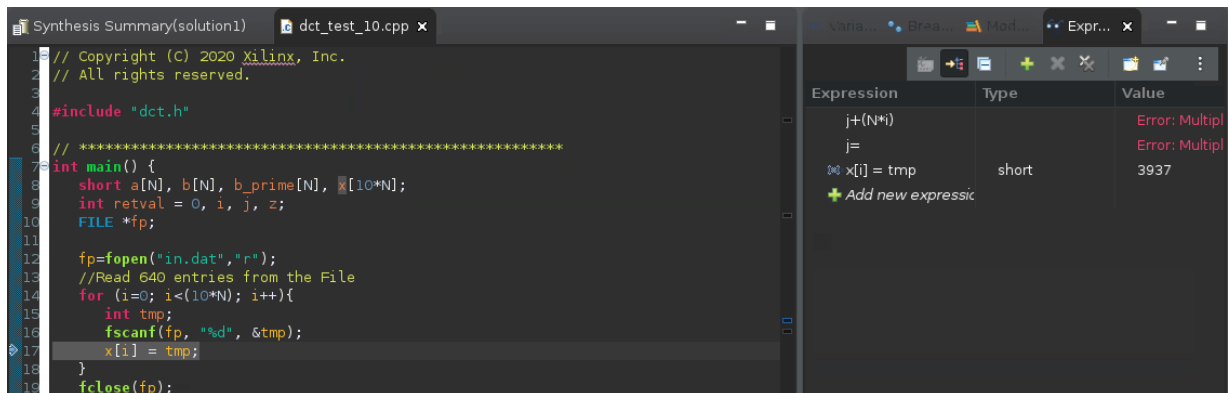 Synthesis Summary(solution1) dct_test_10.cpp
1 // Copyright (C) 2020 Xilinx, Inc.
2 // All rights reserved.
3
4 #include "dct.h"
5
6 // ********************************************************
7 int main() {
8 short a[N], b[N], b_prime[N], x[10*N];
9 int retval = 0, i, j, z;
10 FILE *fp;
11
12 fp=fopen("in.dat","r");
13 //Read 640 entries from the File
14 for (i=0; i<(10*N); i++){
15 int tmp;
16 fscanf(fp, "%d", &tmp);
17 x[i] = tmp;
18 }
19 fclose(fp);
Varia... Brea... Mod... Expr...
Expression Type Value
j+(N*i) Error: Multipl
j= Error: Multipl
x[i] = tmp short 3937
Add new expressic